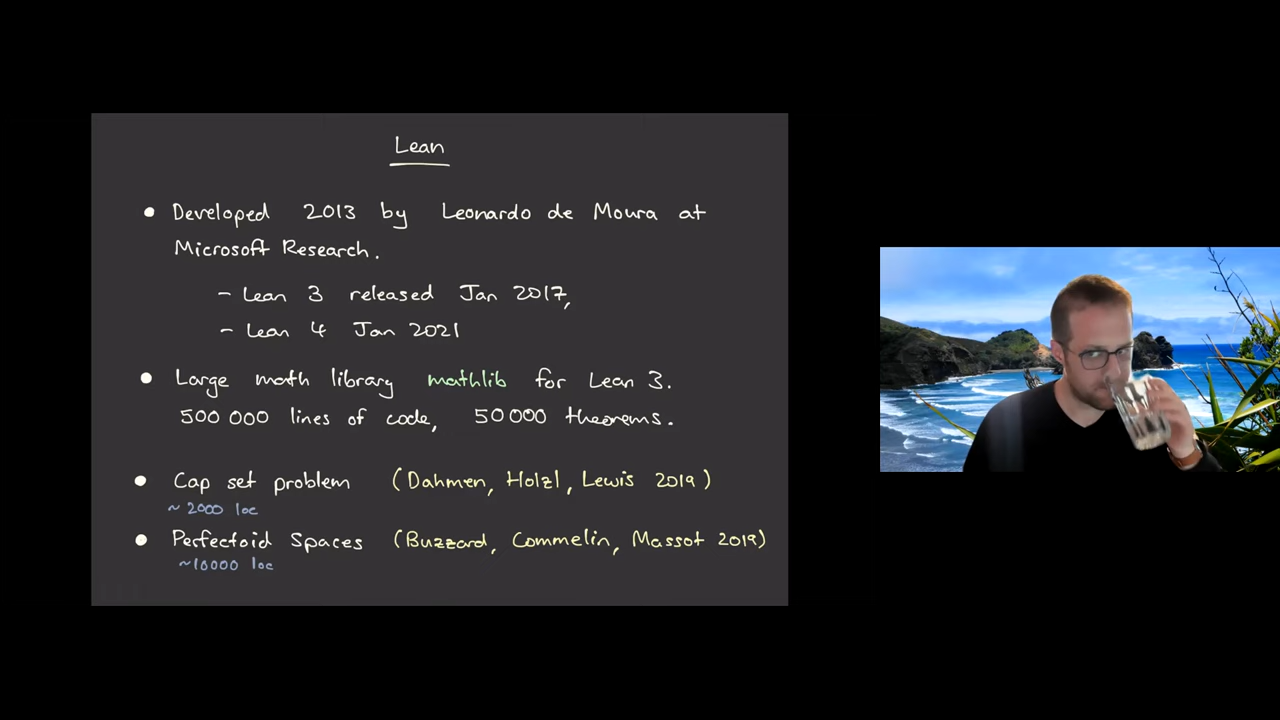 Lean
• Developed 2013 by Leonardo de Moura at
Microsoft Research.
- Lean 3 released Jan 2017,
- Lean 4 Jan 2021
• Large math library mathlib for Lean 3.
500 000 lines of code, 50 000 theorems.
• Cap set problem (Dahmen, Holzl, Lewis 2019)
~ 2000 loc
• Perfectoid Spaces (Buzzard, Commelin, Massot 2019)
~10000 loc